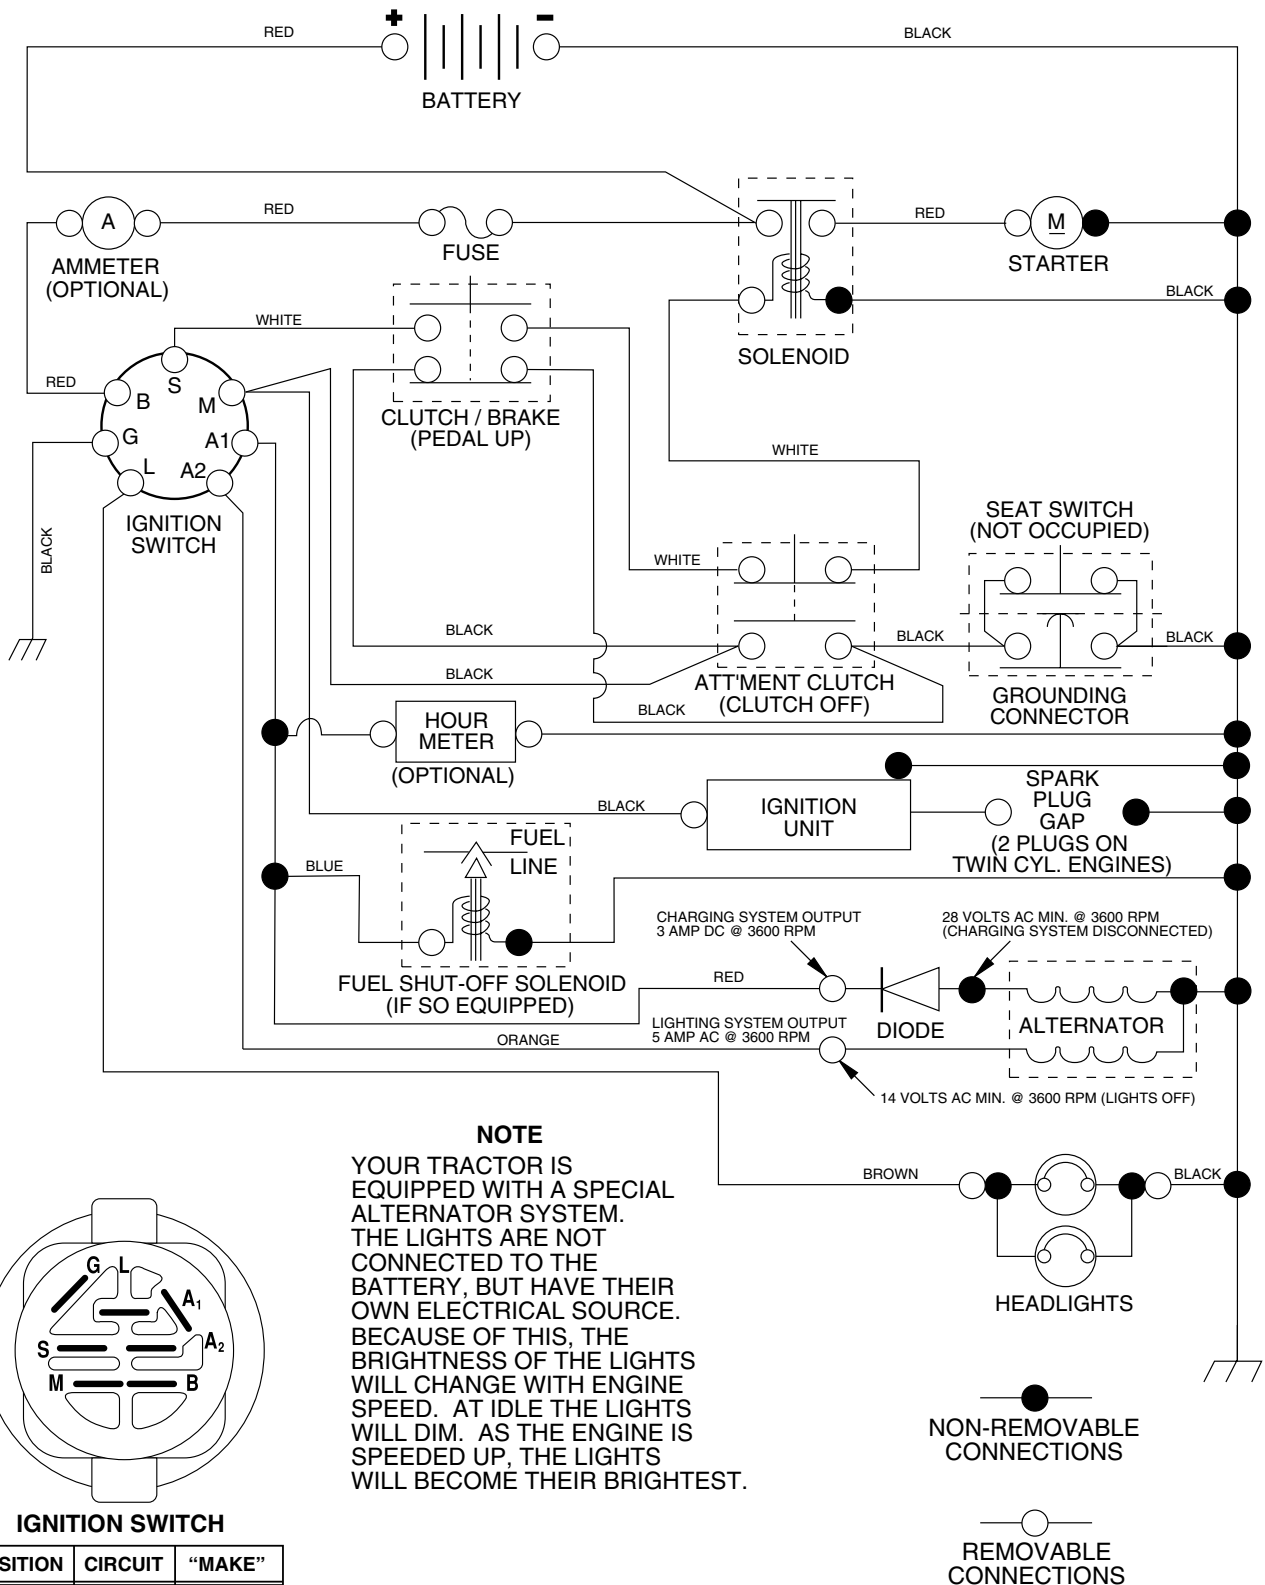 +
-
RED
BLACK
BATTERY
A
RED
FUSE
RED
M
AMMETER
(OPTIONAL)
STARTER
BLACK
WHITE
SOLENOID
RED
S
B
M
G
A1
L
A2
CLUTCH / BRAKE
(PEDAL UP)
WHITE
IGNITION
SWITCH
BLACK
SEAT SWITCH
(NOT OCCUPIED)
WHITE
BLACK
BLACK
BLACK
BLACK
ATT'MENT CLUTCH
(CLUTCH OFF)
BLACK
GROUNDING
CONNECTOR
HOUR
METER
(OPTIONAL)
BLACK
IGNITION
UNIT
SPARK
PLUG
GAP
(2 PLUGS ON
TWIN CYL. ENGINES)
FUEL
LINE
BLUE
FUEL SHUT-OFF SOLENOID
(IF SO EQUIPPED)
CHARGING SYSTEM OUTPUT
3 AMP DC @ 3600 RPM
28 VOLTS AC MIN. @ 3600 RPM
(CHARGING SYSTEM DISCONNECTED)
RED
DIODE
ALTERNATOR
LIGHTING SYSTEM OUTPUT
5 AMP AC @ 3600 RPM
ORANGE
14 VOLTS AC MIN. @ 3600 RPM (LIGHTS OFF)
NOTE
YOUR TRACTOR IS
EQUIPPED WITH A SPECIAL
ALTERNATOR SYSTEM.
THE LIGHTS ARE NOT
CONNECTED TO THE
BATTERY, BUT HAVE THEIR
OWN ELECTRICAL SOURCE.
BECAUSE OF THIS, THE
BRIGHTNESS OF THE LIGHTS
WILL CHANGE WITH ENGINE
SPEED. AT IDLE THE LIGHTS
WILL DIM. AS THE ENGINE IS
SPEEDED UP, THE LIGHTS
WILL BECOME THEIR BRIGHTEST.
BROWN
BLACK
HEADLIGHTS
G L
A1
A2
S
M
B
IGNITION SWITCH
SITION CIRCUIT “MAKE”
NON-REMOVABLE
CONNECTIONS
REMOVABLE
CONNECTIONS